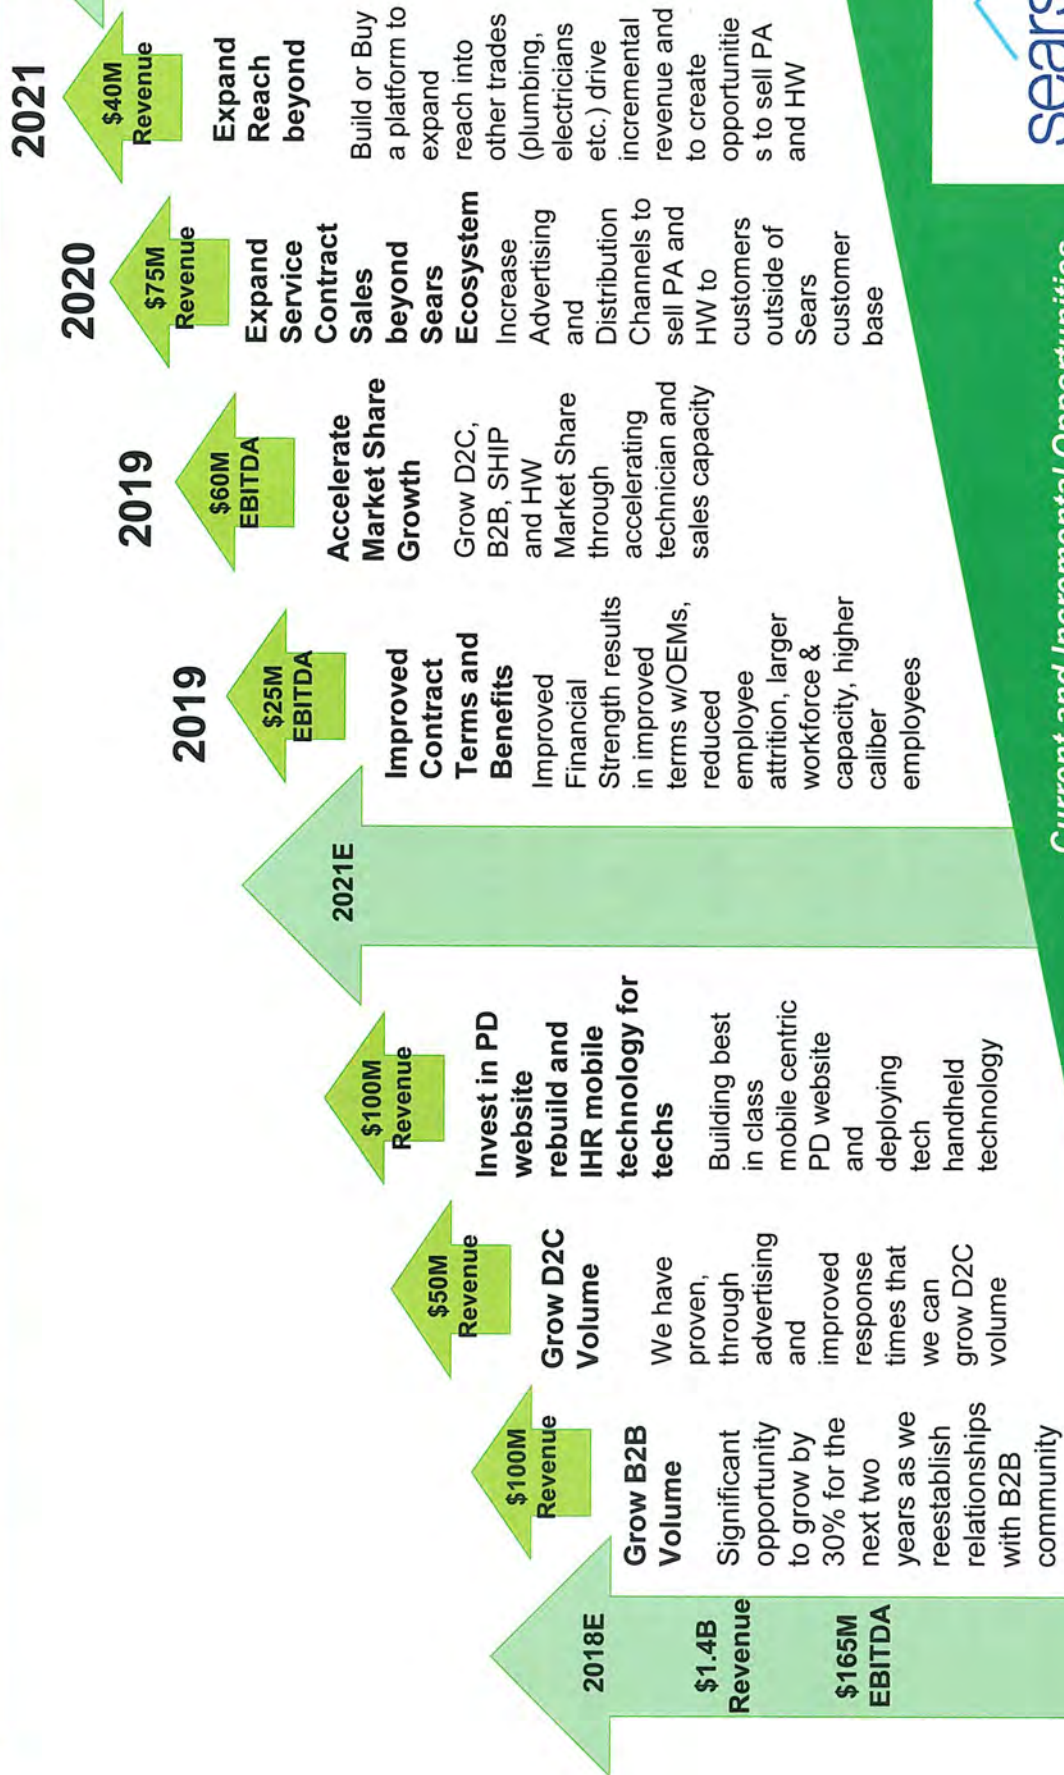 2018E
$1.4B
Revenue
$165M
EBITDA
$100M
Revenue
Grow B2B
Volume
Significant
opportunity
to grow by
30% for the
next two
years as we
reestablish
relationships
with B2B
community
$50M
Revenue
Grow D2C
Volume
We have
proven,
through
advertising
and
improved
response
times that
we can
grow D2C
volume
$100M
Revenue
Invest in PD
website
rebuild and
IHR mobile
technology for
techs
Building best
in class
mobile centric
PD website
and
deploying
tech
handheld
technology
2021E
2019
$25M
EBITDA
Improved
Contract
Terms and
Benefits
Improved
Financial
Strength results
in improved
terms w/OEMs,
reduced
employee
attrition, larger
workforce &
capacity, higher
caliber
employees
2019
$60M
EBITDA
Accelerate
Market Share
Growth
Grow D2C,
B2B, SHIP
and HW
Market Share
through
accelerating
technician and
sales capacity
2020
$75M
Revenue
Expand
Service
Contract
Sales
beyond
Sears
Ecosystem
Increase
Advertising
and
Distribution
Channels to
sell PA and
HW to
customers
outside of
Sears
customer
base
2021
$40M
Revenue
Expand
Reach
beyond
Build or Buy
a platform to
expand
reach into
other trades
(plumbing,
electricians
etc.) drive
incremental
revenue and
to create
opportunitie
s to sell PA
and HW
Current and Incremental Opportunities
sears